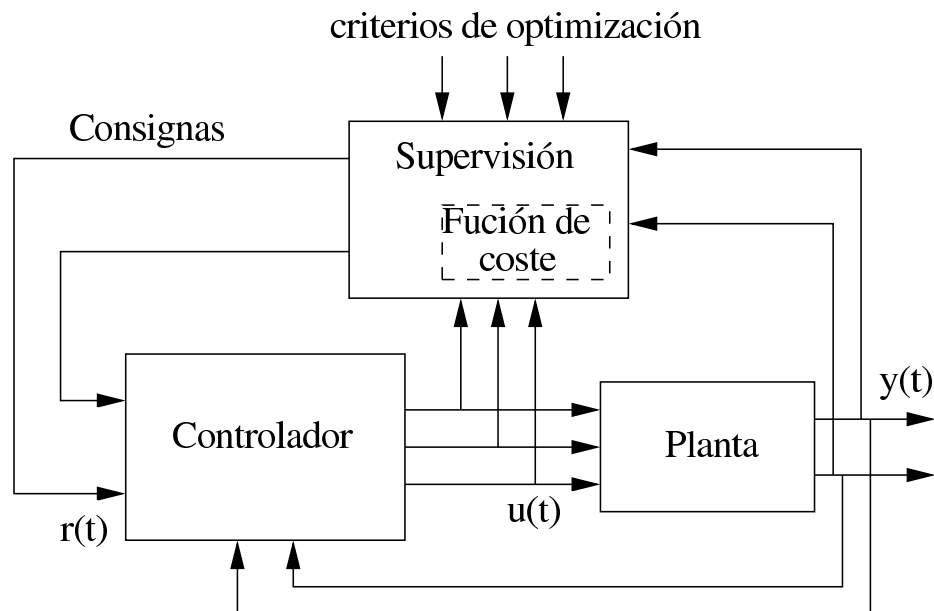 criterios de optimización
Consignas
Supervisión
Fución de
coste
y(t)
Controlador
Planta
r(t)
u(t)